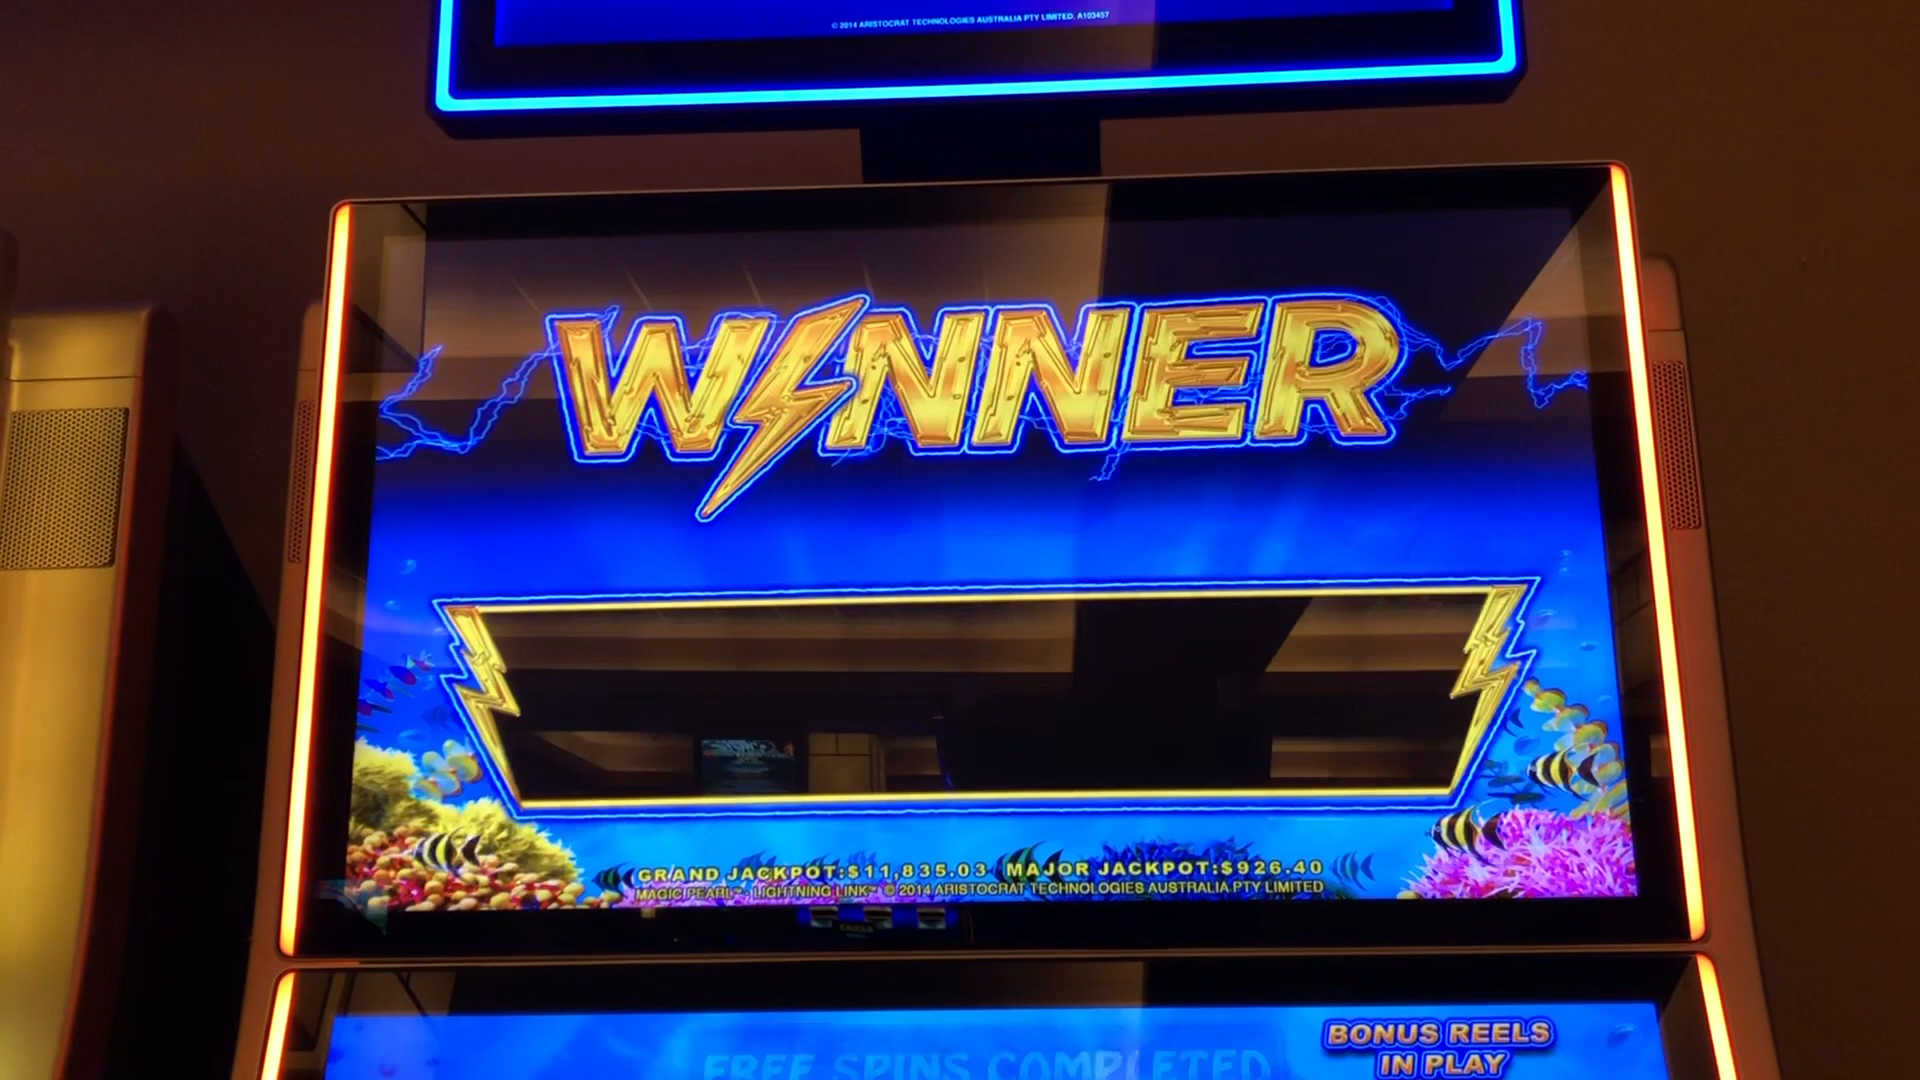 © 2014 ARISTOCRAT TECHNOLOGIES AUSTRALIA PTY LIMITED. A103457
WINNER
GRAND JACKPOT:$11,835.03 MAJOR JACKPOT:$926.40
MAGIC PEARL™ - LIGHTNING LINK™ © 2014 ARISTOCRAT TECHNOLOGIES AUSTRALIA PTY LIMITED
BONUS REELS
IN PLAY
FREE SPINS COMPLETED